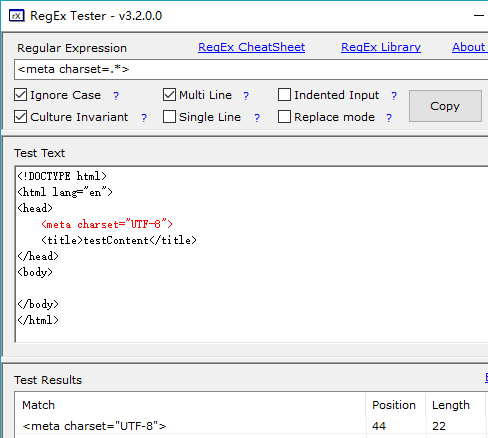 RegEx Tester - v3.2.0.0
Regular Expression RegEx CheatSheet RegEx Library About
<meta charset=.*>
Ignore Case ? Multi Line ? Indented Input ? Copy
Culture Invariant ? Single Line ? Replace mode ?
Test Text
<!DOCTYPE html>
<html lang="en">
<head>
    <meta charset="UTF-8">
    <title>testContent</title>
</head>
<body>
</body>
</html>
Test Results
Match Position Length
<meta charset="UTF-8"> 44 22